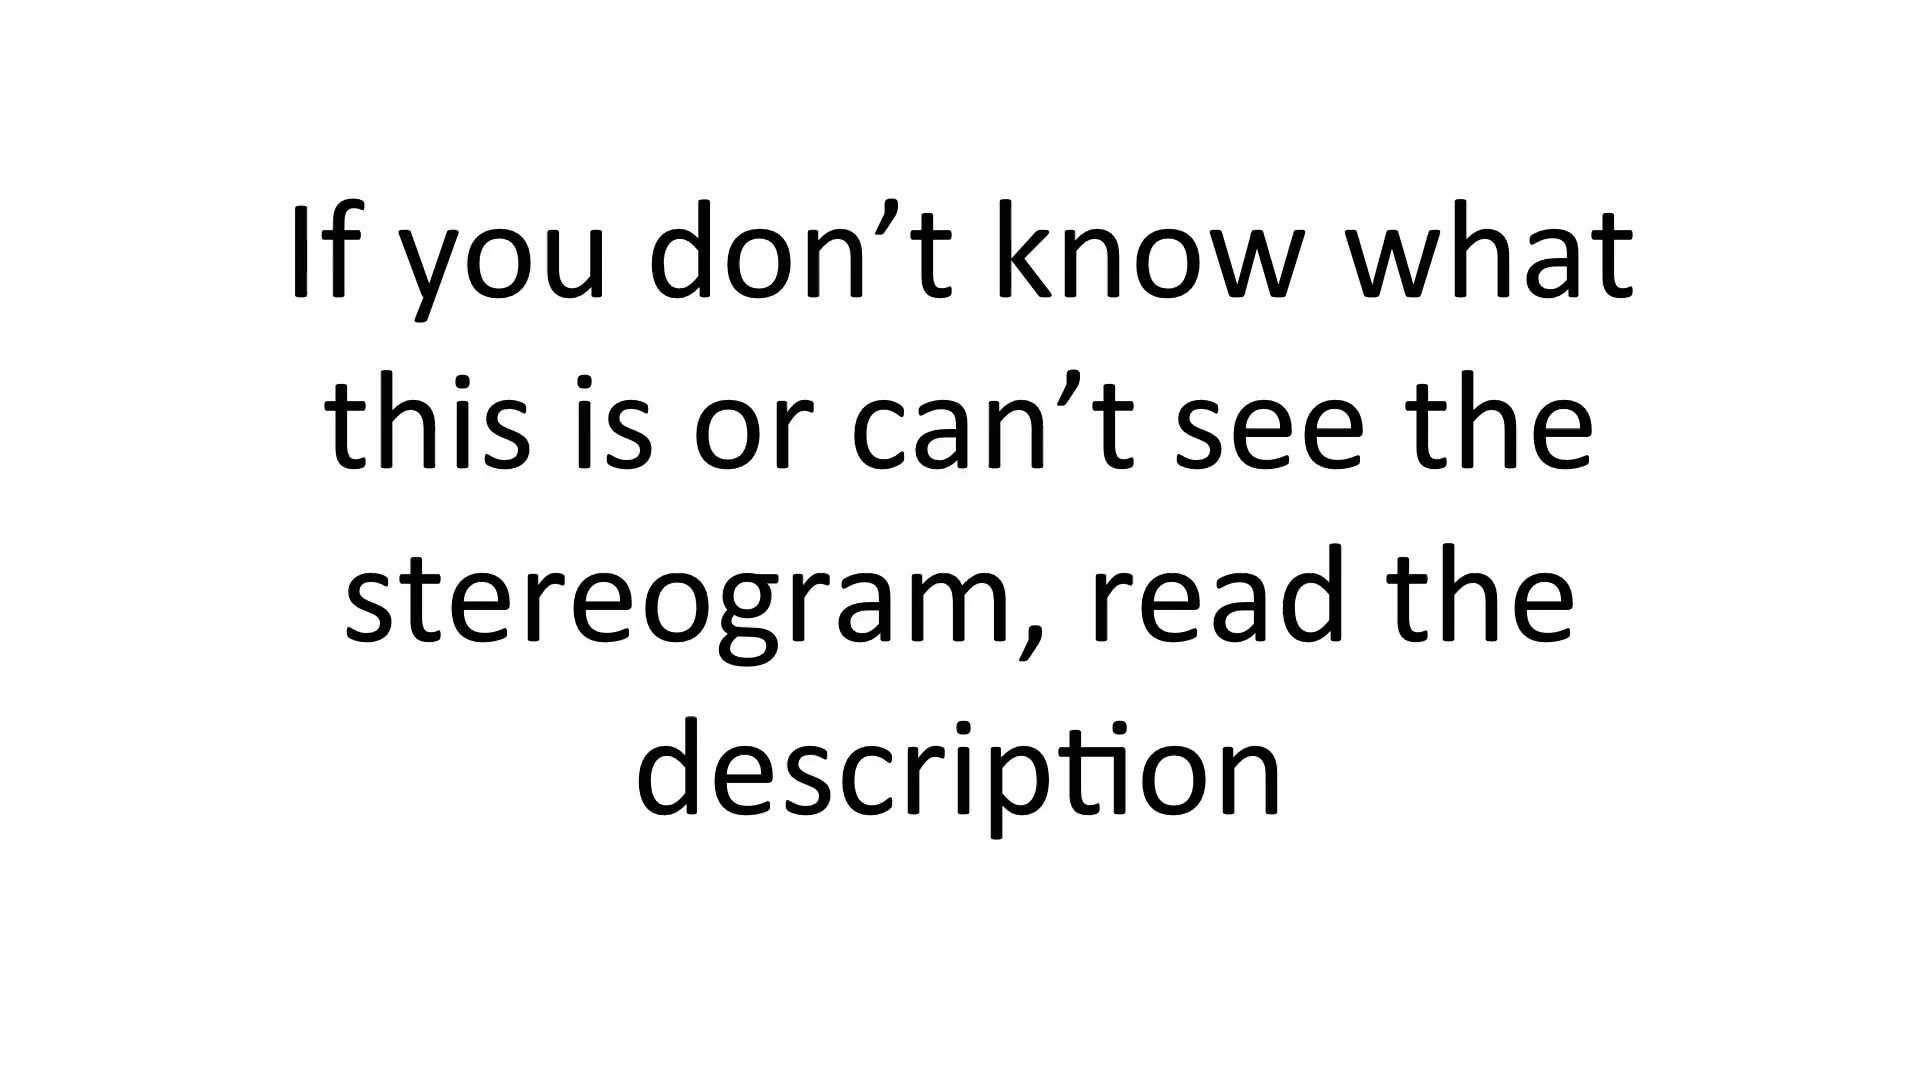 If you don’t know what
this is or can’t see the
stereogram, read the
description